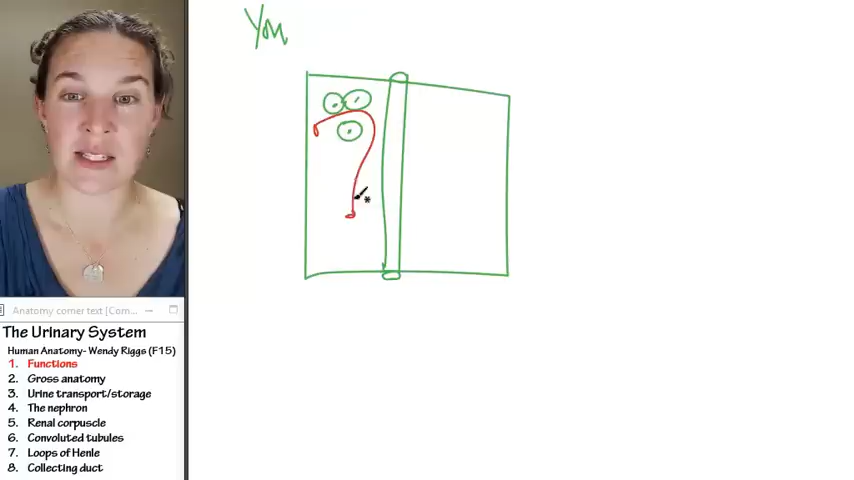 You
Anatomy corner text [Com...
The Urinary System
Human Anatomy- Wendy Riggs (F15)
1. Functions
2. Gross anatomy
3. Urine transport/storage
4. The nephron
5. Renal corpuscle
6. Convoluted tubules
7. Loops of Henle
8. Collecting duct